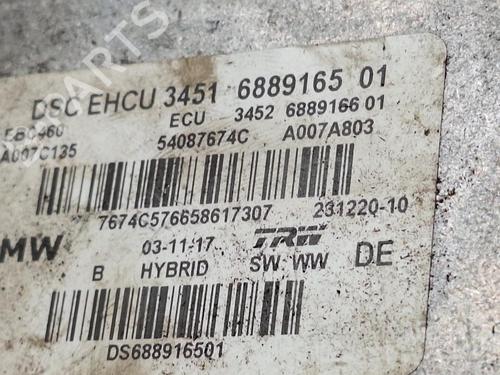 DSC EHCU 3451 6889165 01
EBC460 ECU 3452 6889166 01
A007C135 54087674C A007A803
7674C576658617307 231220-10
MW 03-11-17 TRW DE
B HYBRID SW: WW
DS688916501